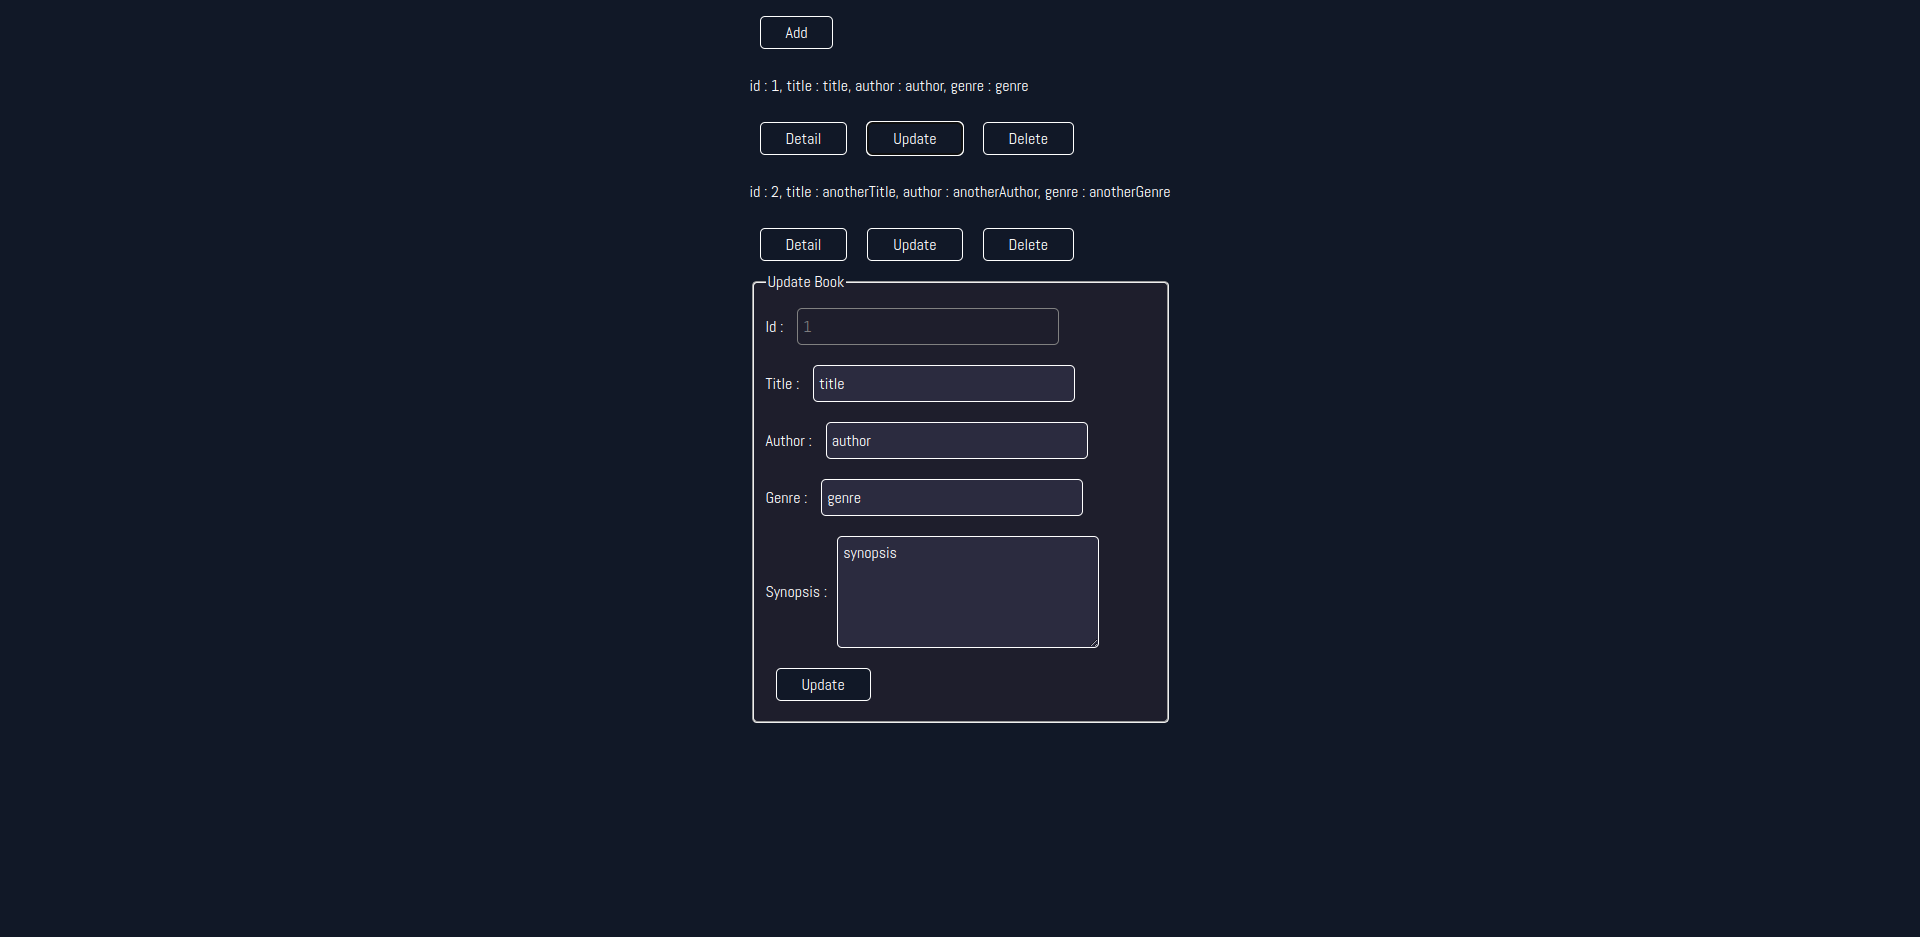 Add
id : 1, title : title, author : author, genre : genre
Detail Update Delete
id : 2, title : anotherTitle, author : anotherAuthor, genre : anotherGenre
Detail Update Delete
Update Book
Id : 1
Title : title
Author : author
Genre : genre
synopsis
Synopsis :
Update